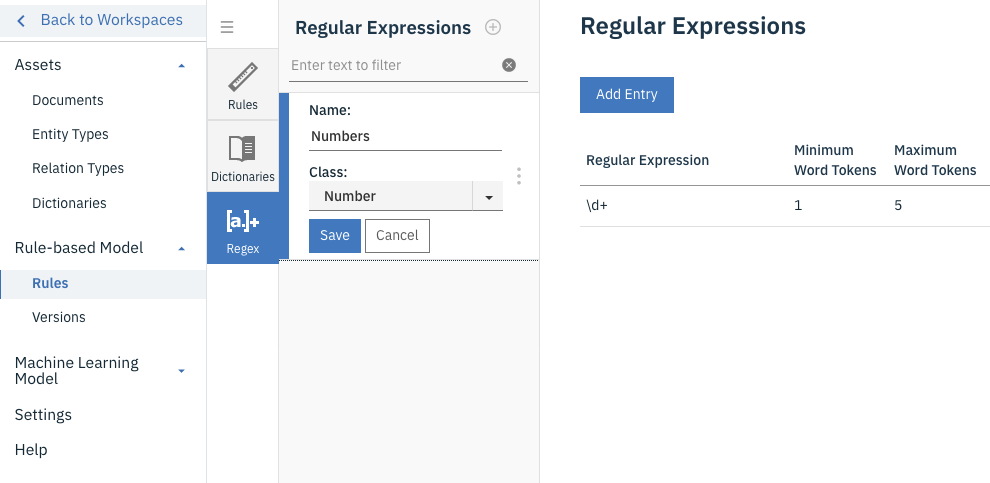 Back to Workspaces
Assets
Documents
Entity Types
Relation Types
Dictionaries
Rule-based Model
Rules
Versions
Machine Learning
Model
Settings
Help
Rules
Dictionaries
[a.]+
Regex
Regular Expressions
Enter text to filter
Name:
Numbers
Class:
Number
Save Cancel
Regular Expressions
Add Entry
Regular Expression
Minimum
Word Tokens
Maximum
Word Tokens
\d+ 1 5